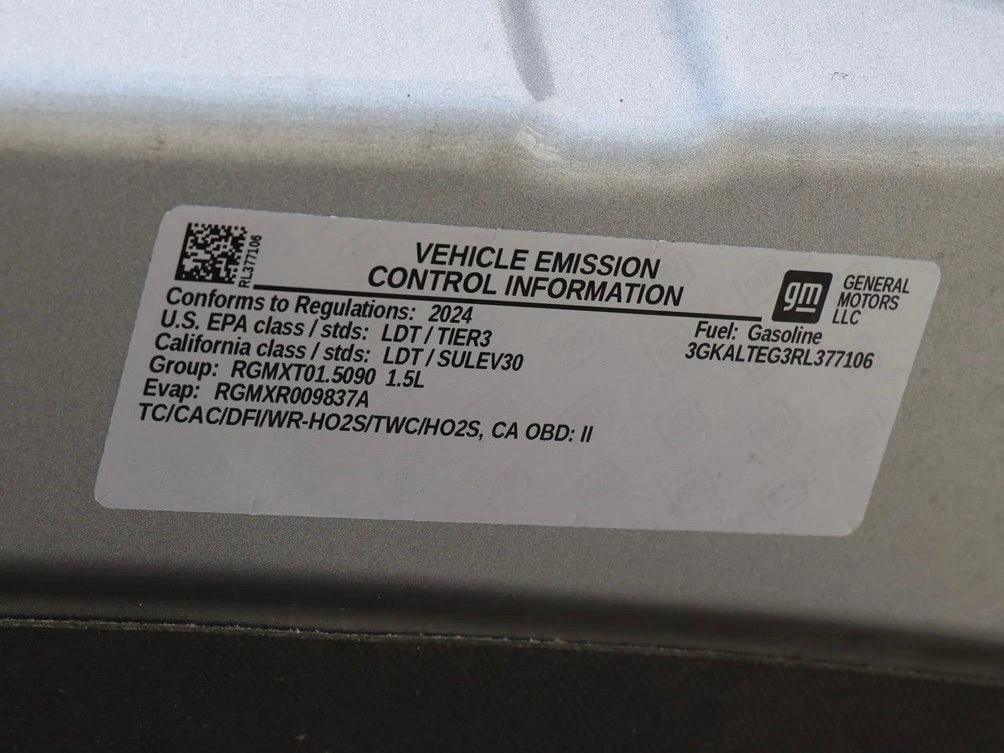 RL377106
VEHICLE EMISSION
CONTROL INFORMATION
gm
GENERAL
MOTORS
LLC
Conforms to Regulations: 2024
U.S. EPA class / stds: LDT / TIER3
California class / stds: LDT / SULEV30
Group: RGMXT01.5090 1.5L
Evap: RGMXR009837A
TC/CAC/DFI/WR-HO2S/TWC/HO2S, CA OBD: II
Fuel: Gasoline
3GKALTEG3RL377106